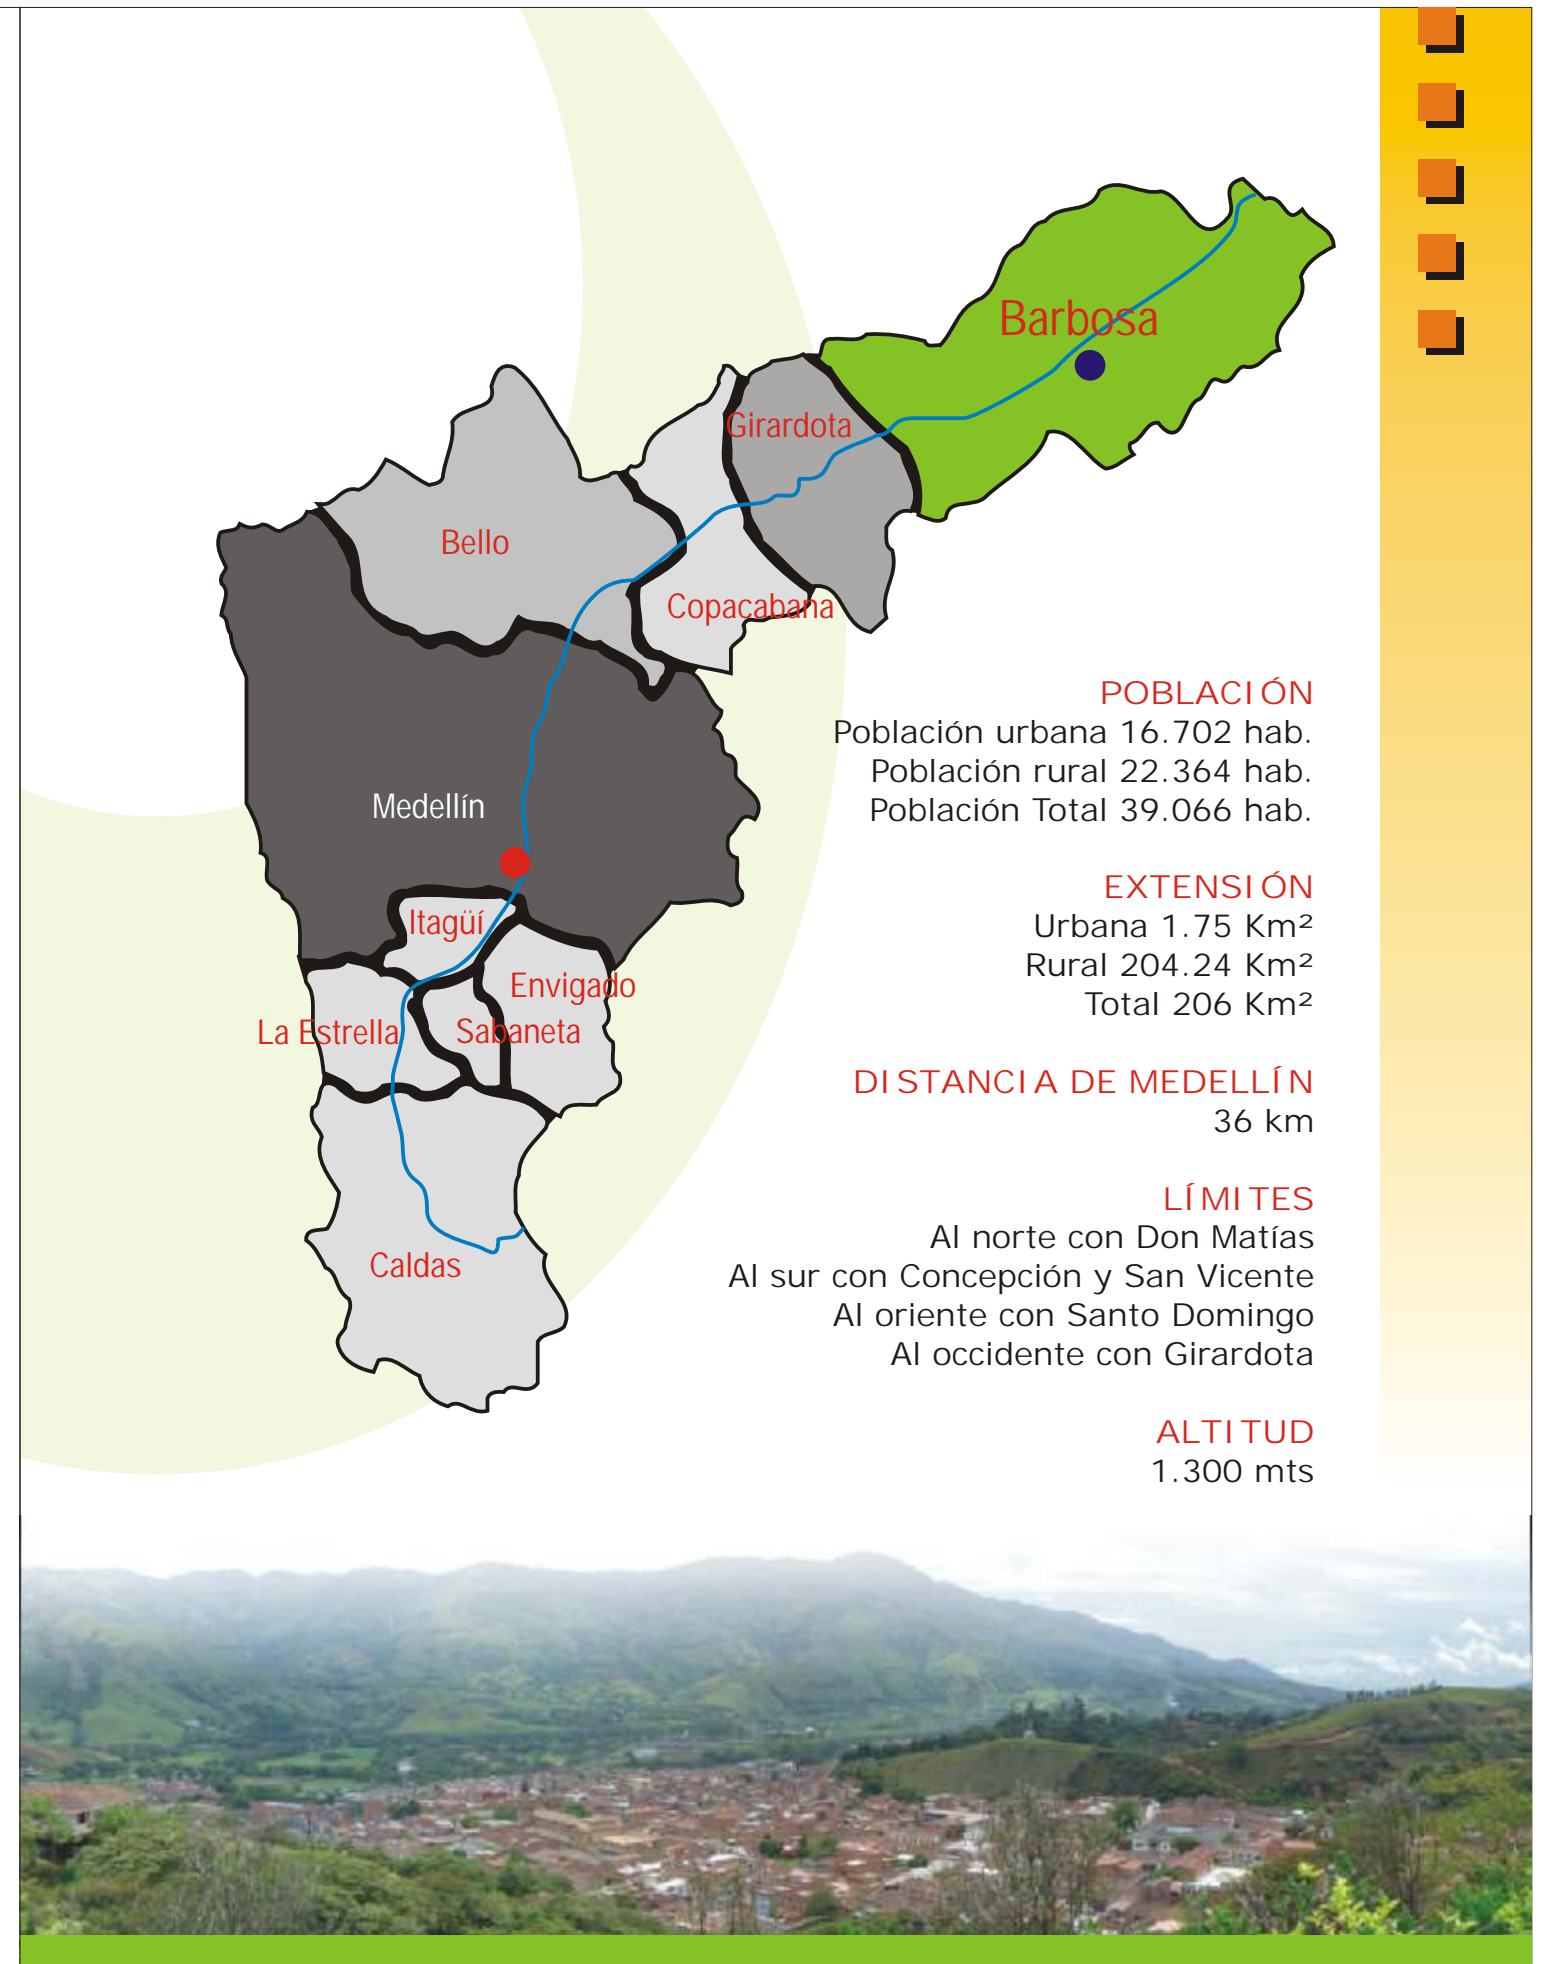 Barbosa
Girardota
Bello
Copacabana
Medellín
Itagüí
Envigado
La Estrella
Sabaneta
Caldas
POBLACIÓN
Población urbana 16.702 hab.
Población rural 22.364 hab.
Población Total 39.066 hab.
EXTENSIÓN
Urbana 1.75 Km²
Rural 204.24 Km²
Total 206 Km²
DISTANCIA DE MEDELLÍN
36 km
LÍMITES
Al norte con Don Matías
Al sur con Concepción y San Vicente
Al oriente con Santo Domingo
Al occidente con Girardota
ALTITUD
1.300 mts